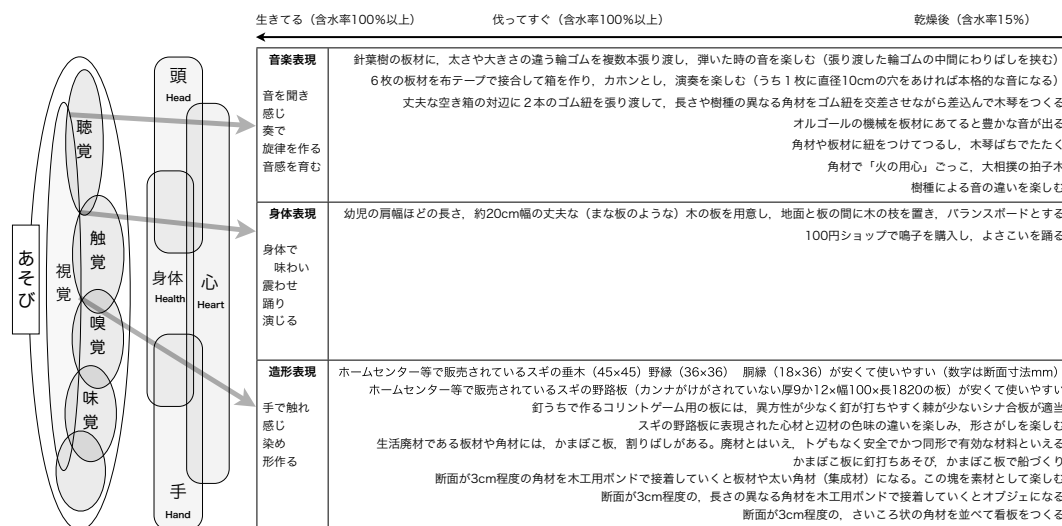 生きてる（含水率100%以上）　伐ってすぐ（含水率100%以上）　乾燥後（含水率15%）
あそび
視覚
聴覚
触覚
嗅覚
味覚
頭
Head
身体
Health
心
Heart
手
Hand
音楽表現
音を聞き
感じ
奏で
旋律を作る
音感を育む
針葉樹の板材に，太さや大きさの違う輪ゴムを複数本張り渡し，弾いた時の音を楽しむ（張り渡した輪ゴムの中間にわりばしを挟む）
6枚の板材を布テープで接合して箱を作り，カホンとし，演奏を楽しむ（うち1枚に直径10cmの穴をあければ本格的な音になる）
丈夫な空き箱の対辺に2本のゴム紐を張り渡して，長さや樹種の異なる角材をゴム紐を交差させながら差込んで木琴をつくる
オルゴールの機械を板材にあてると豊かな音が出る
角材や板材に紐をつけてつるし，木琴ばちでたたく
角材で「火の用心」ごっこ，大相撲の拍子木
樹種による音の違いを楽しむ
身体表現
身体で
味わい
震わせ
踊り
演じる
幼児の肩幅ほどの長さ，約20cm幅の丈夫な（まな板のような）木の板を用意し，地面と板の間に木の枝を置き，バランスボードとする
100円ショップで鳴子を購入し，よさこいを踊る
造形表現
手で触れ
感じ
染め
形作る
ホームセンター等で販売されているスギの垂木（45×45）野縁（36×36）　胴縁（18×36）が安くて使いやすい（数字は断面寸法mm）
ホームセンター等で販売されているスギの野路板（カンナがけがされていない厚9か12×幅100×長1820の板）が安くて使いやすい
釘うちで作るコリントゲーム用の板には，異方性が少なく釘が打ちやすく棘が少ないシナ合板が適当
スギの野路板に表現された心材と辺材の色味の違いを楽しみ，形さがしを楽しむ
生活廃材である板材や角材には，かまぼこ板，割りばしがある。廃材とはいえ，トゲもなく安全でかつ同形で有効な材料といえる
かまぼこ板に釘打ちあそび，かまぼこ板で船づくり
断面が3cm程度の角材を木工用ボンドで接着していくと板材や太い角材（集成材）になる。この塊を素材として楽しむ
断面が3cm程度の，長さの異なる角材を木工用ボンドで接着していくとオブジェになる
断面が3cm程度の，さいころ状の角材を並べて看板をつくる